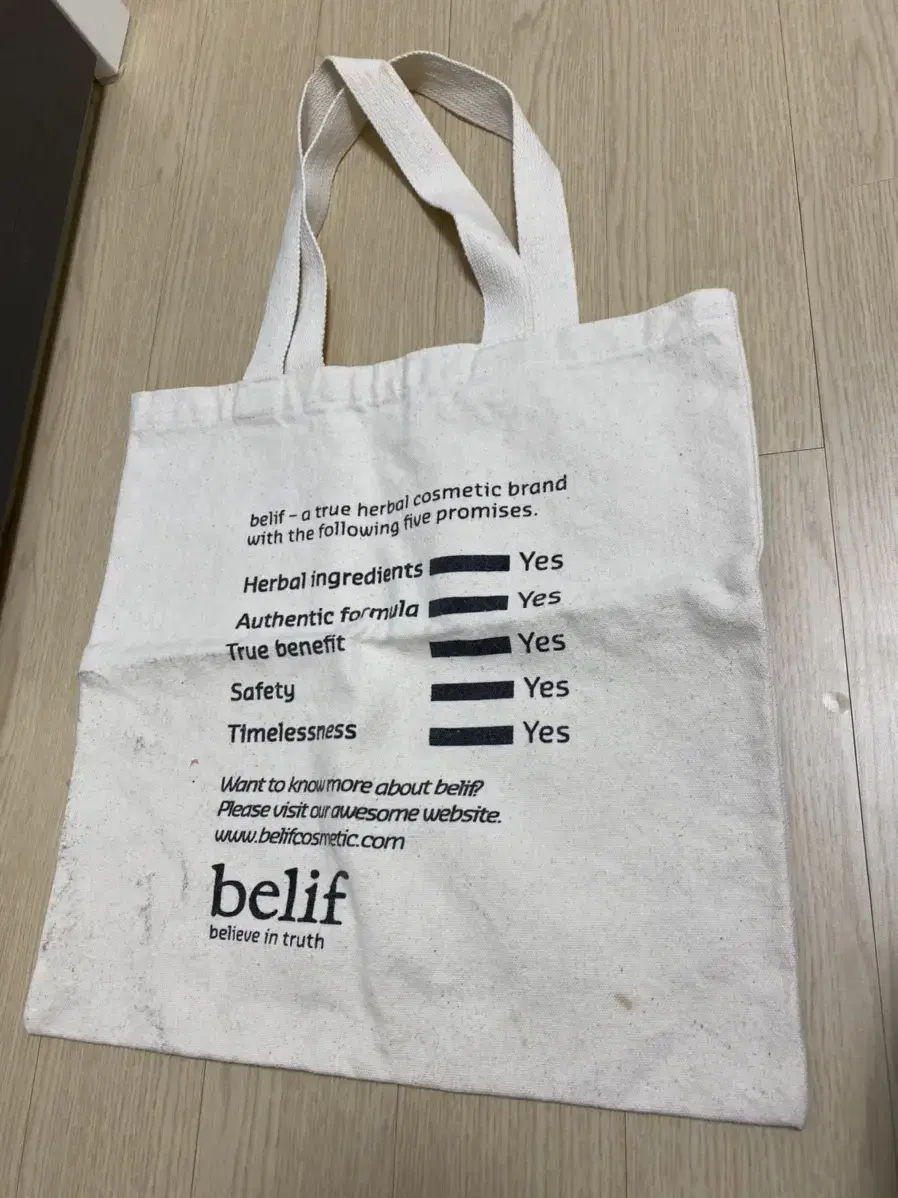 belif – a true herbal cosmetic brand
with the following five promises.
Herbal ingredients Yes
Authentic formula Yes
True benefit Yes
Safety Yes
Timelessness Yes
Want to know more about belif?
Please visit our awesome website.
www.belifcosmetic.com
belif
believe in truth